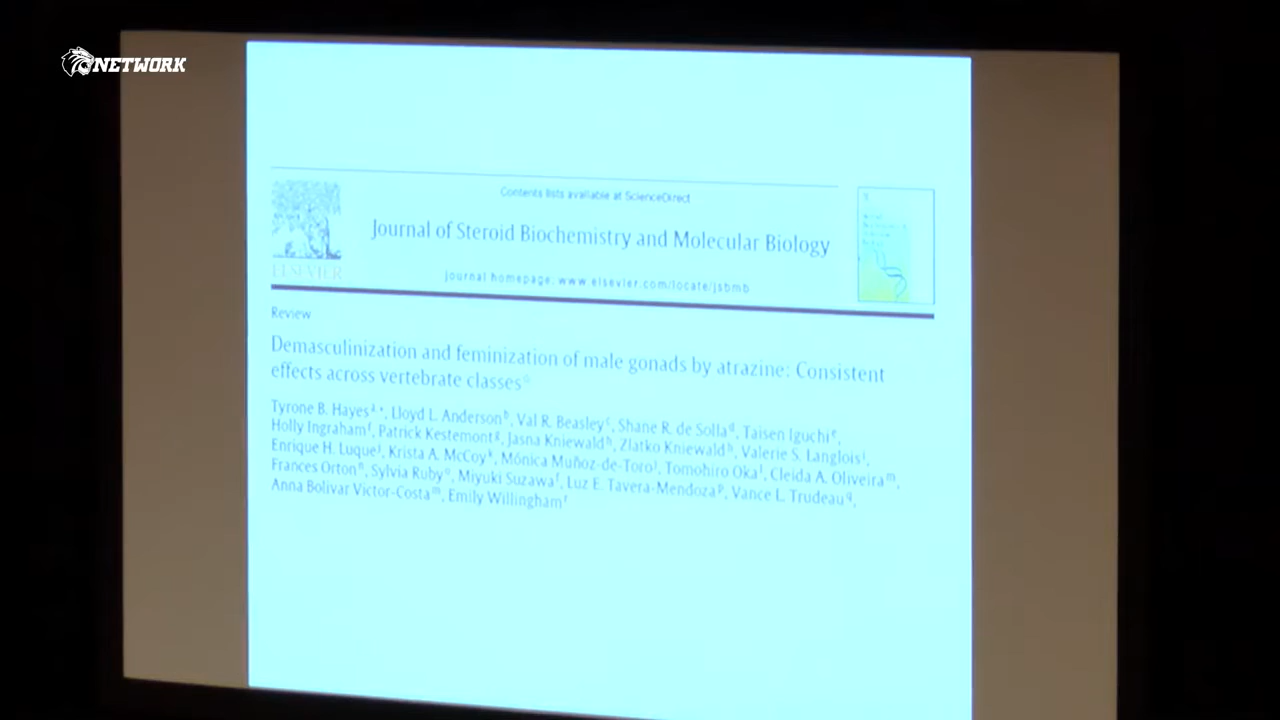 NETWORK
Contents lists available at ScienceDirect
Journal of Steroid Biochemistry and Molecular Biology
journal homepage: www.elsevier.com/locate/jsbmb
ELSEVIER
Review
Demasculinization and feminization of male gonads by atrazine: Consistent
effects across vertebrate classes
Tyrone B. Hayes a,*, Lloyd L. Anderson b, Val R. Beasley c, Shane R. de Solla d, Taisen Iguchi e,
Holly Ingraham f, Patrick Kestemont g, Jasna Kniewald h, Zlatko Kniewald h, Valerie S. Langlois i,
Enrique H. Luque j, Krista A. McCoy k, Mónica Muñoz-de-Toro j, Tomohiro Oka l, Cleida A. Oliveira m,
Frances Orton n, Sylvia Ruby o, Miyuki Suzawa f, Luz E. Tavera-Mendoza p, Vance L. Trudeau q,
Anna Bolivar Victor-Costa m, Emily Willingham f